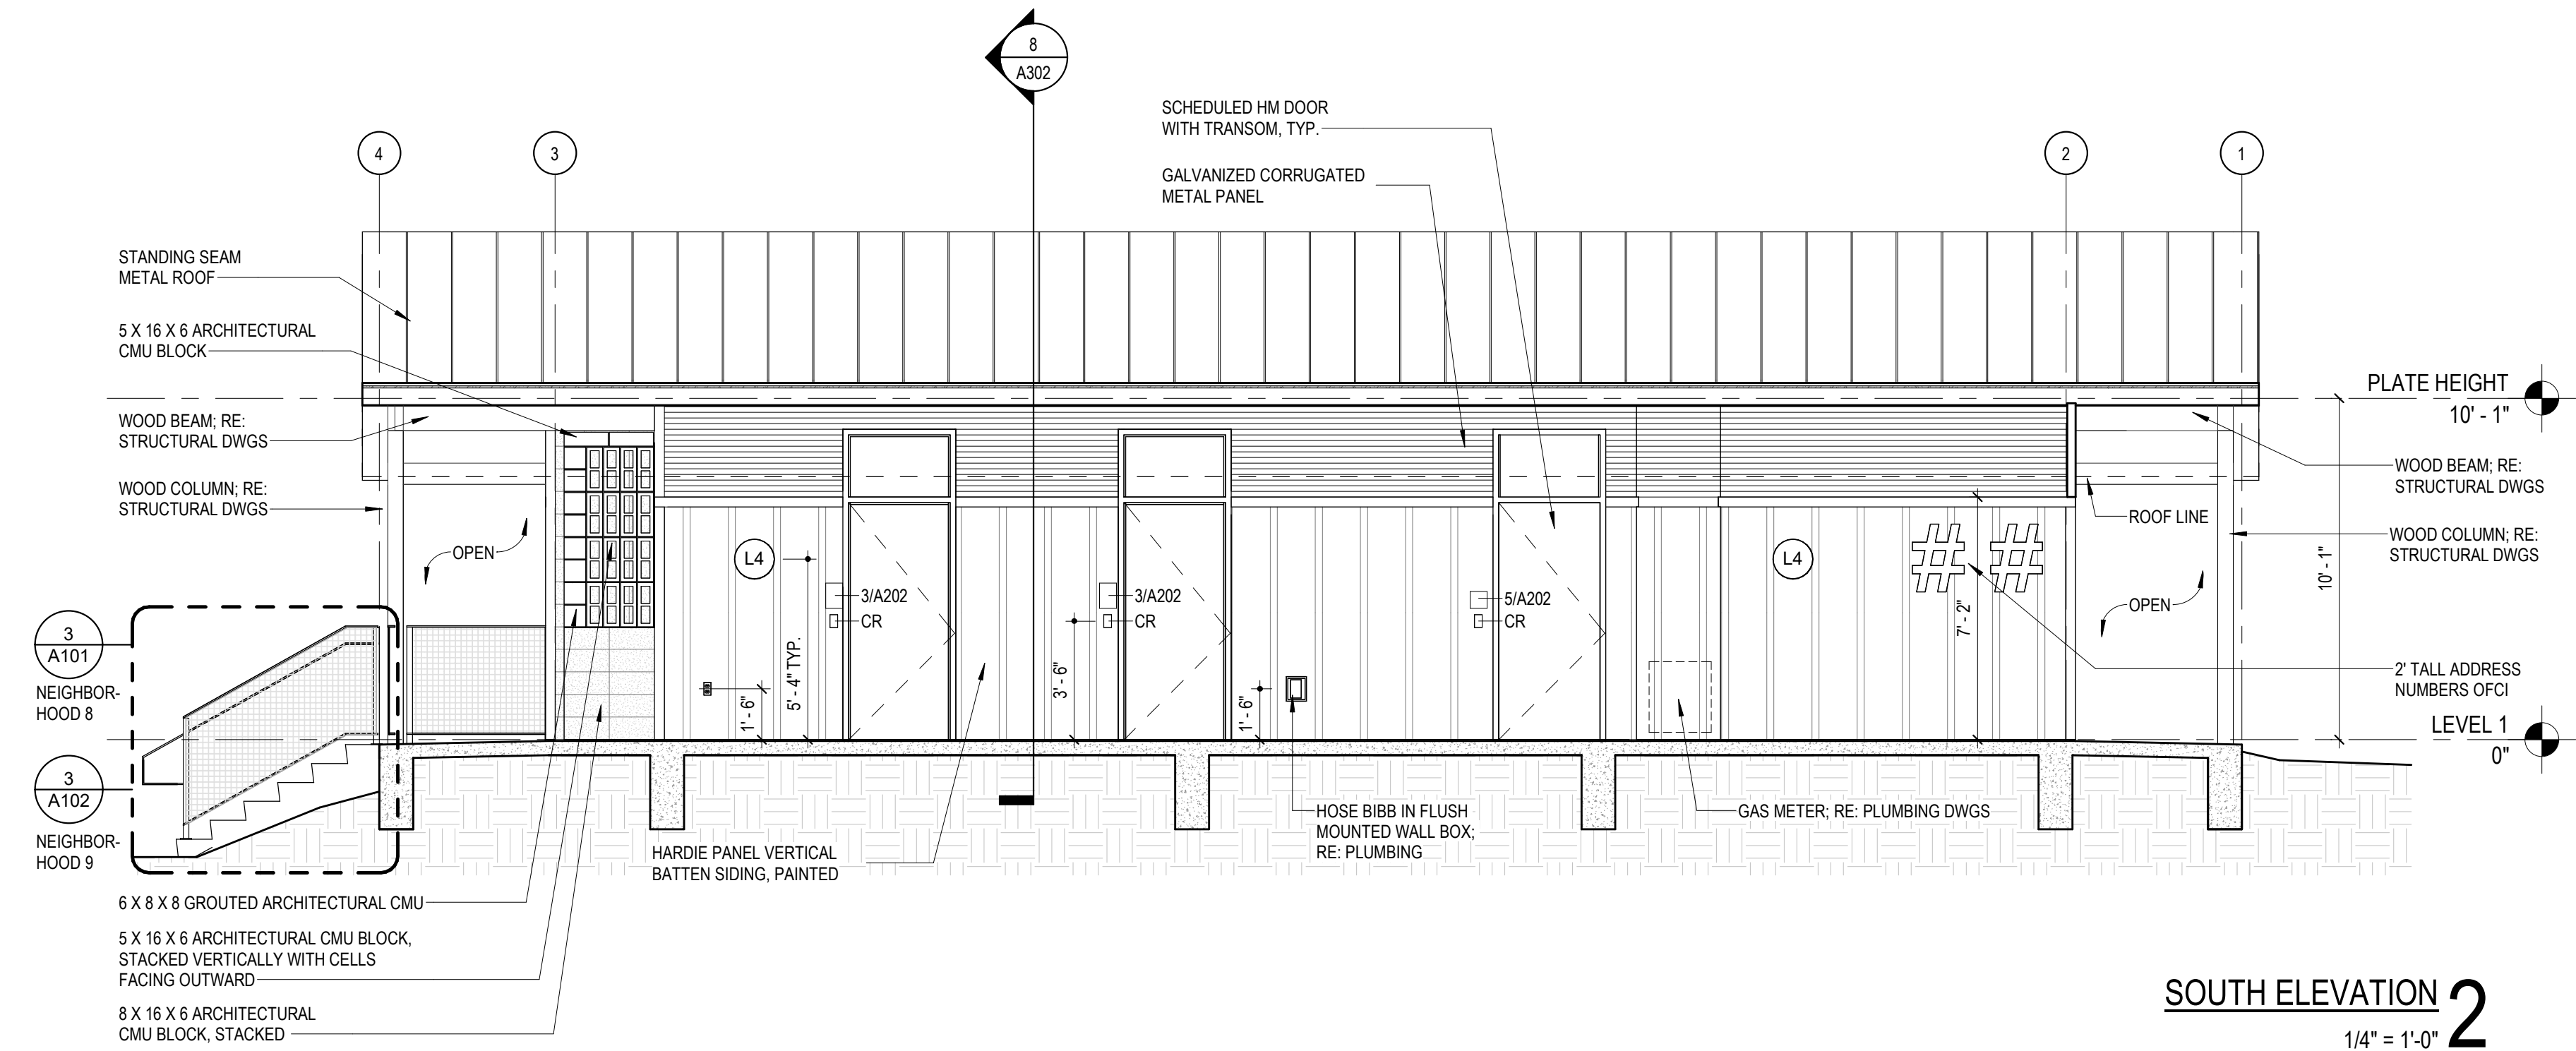 8
A302
SCHEDULED HM DOOR
WITH TRANSOM, TYP.
4
3
2
1
GALVANIZED CORRUGATED
METAL PANEL
STANDING SEAM
METAL ROOF
5 X 16 X 6 ARCHITECTURAL
CMU BLOCK
WOOD BEAM; RE:
STRUCTURAL DWGS
WOOD COLUMN; RE:
STRUCTURAL DWGS
PLATE HEIGHT
10' - 1"
WOOD BEAM; RE:
STRUCTURAL DWGS
ROOF LINE
WOOD COLUMN; RE:
STRUCTURAL DWGS
OPEN
L4
L4
##
3/A202
CR
3/A202
CR
5/A202
CR
OPEN
10' - 1"
7' - 2"
5' - 4" TYP.
3' - 6"
1' - 6"
1' - 6"
2' TALL ADDRESS
NUMBERS OFCI
LEVEL 1
0"
3
A101
NEIGHBOR-
HOOD 8
3
A102
NEIGHBOR-
HOOD 9
HARDIE PANEL VERTICAL
BATTEN SIDING, PAINTED
HOSE BIBB IN FLUSH
MOUNTED WALL BOX;
RE: PLUMBING
GAS METER; RE: PLUMBING DWGS
6 X 8 X 8 GROUTED ARCHITECTURAL CMU
5 X 16 X 6 ARCHITECTURAL CMU BLOCK,
STACKED VERTICALLY WITH CELLS
FACING OUTWARD
8 X 16 X 6 ARCHITECTURAL
CMU BLOCK, STACKED
SOUTH ELEVATION
1/4" = 1'-0"
2